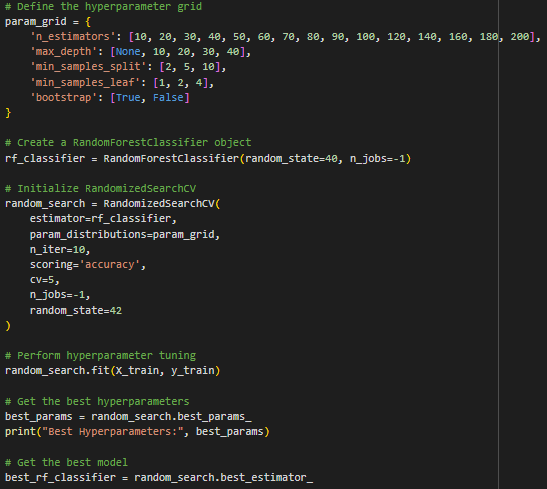 # Define the hyperparameter grid
param_grid = {
    'n_estimators': [10, 20, 30, 40, 50, 60, 70, 80, 90, 100, 120, 140, 160, 180, 200],
    'max_depth': [None, 10, 20, 30, 40],
    'min_samples_split': [2, 5, 10],
    'min_samples_leaf': [1, 2, 4],
    'bootstrap': [True, False]
}
# Create a RandomForestClassifier object
rf_classifier = RandomForestClassifier(random_state=40, n_jobs=-1)
# Initialize RandomizedSearchCV
random_search = RandomizedSearchCV(
    estimator=rf_classifier,
    param_distributions=param_grid,
    n_iter=10,
    scoring='accuracy',
    cv=5,
    n_jobs=-1,
    random_state=42
)
# Perform hyperparameter tuning
random_search.fit(X_train, y_train)
# Get the best hyperparameters
best_params = random_search.best_params_
print("Best Hyperparameters:", best_params)
# Get the best model
best_rf_classifier = random_search.best_estimator_